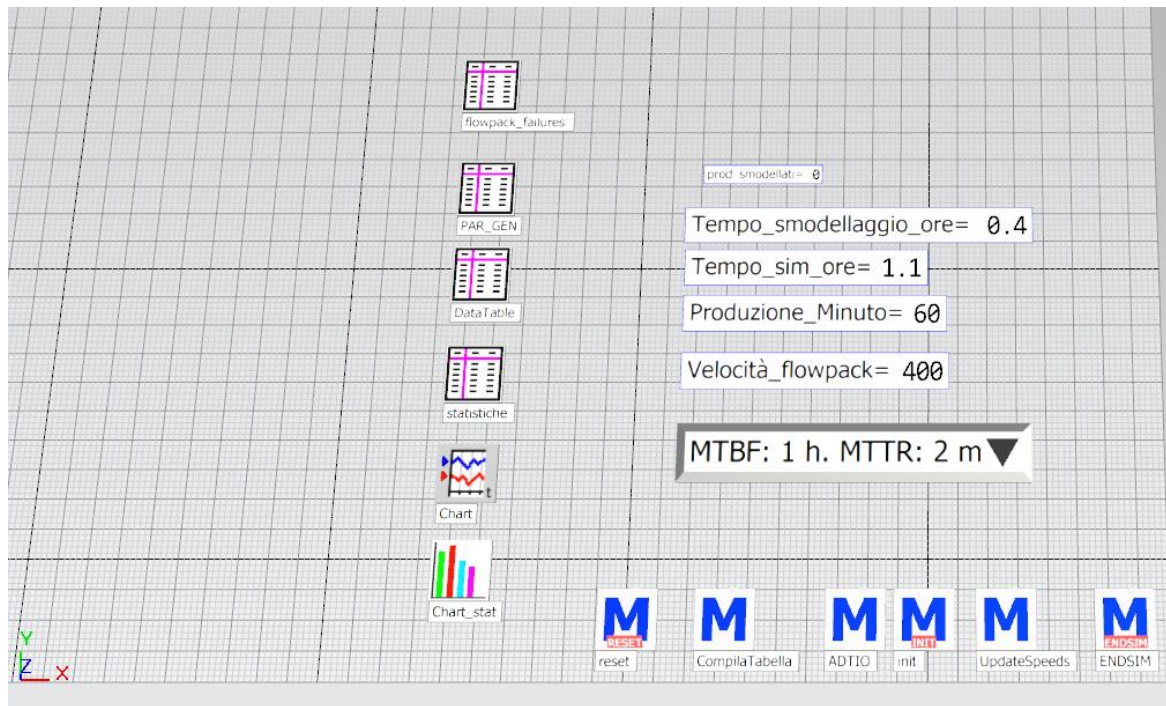 flowpack_failures
prod_smodellati= 0
PAR_GEN
Tempo_smodellaggio_ore= 0.4
Tempo_sim_ore= 1.1
DataTable
Produzione_Minuto= 60
Velocità_flowpack= 400
statistiche
MTBF: 1 h. MTTR: 2 m
t
Chart
Chart_stat
M
RESET
reset
M
CompilaTabella
M
ADTIO
M
INIT
init
M
UpdateSpeeds
M
ENDSIM
ENDSIM
Y
Z
X